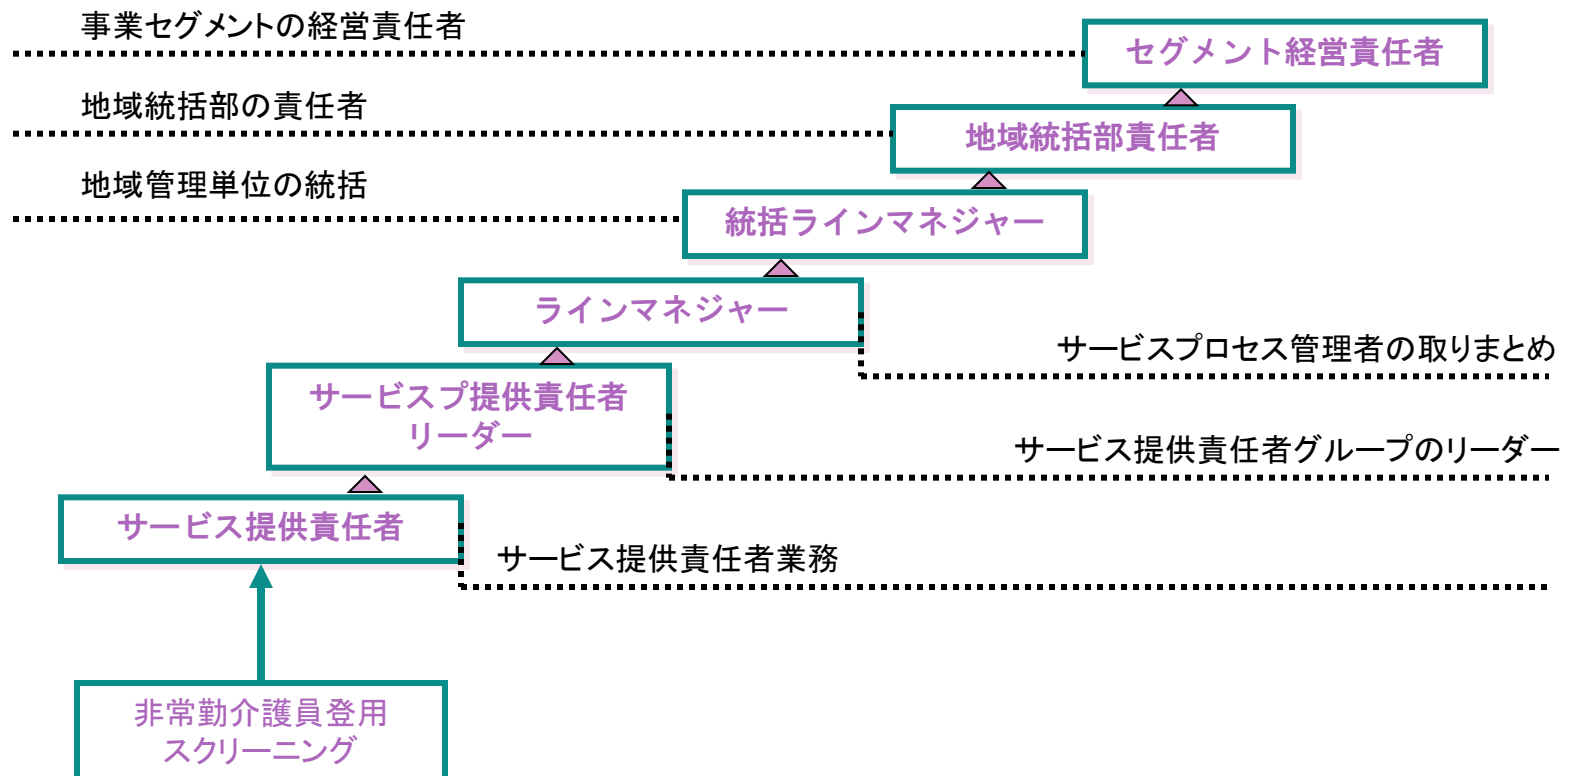 事業セグメントの経営責任者
セグメント経営責任者
地域統括部の責任者
地域統括部責任者
地域管理単位の統括
統括ラインマネジャー
ラインマネジャー
サービスプロセス管理者の取りまとめ
サービスプ提供責任者
リーダー
サービス提供責任者グループのリーダー
サービス提供責任者
サービス提供責任者業務
非常勤介護員登用
スクリーニング